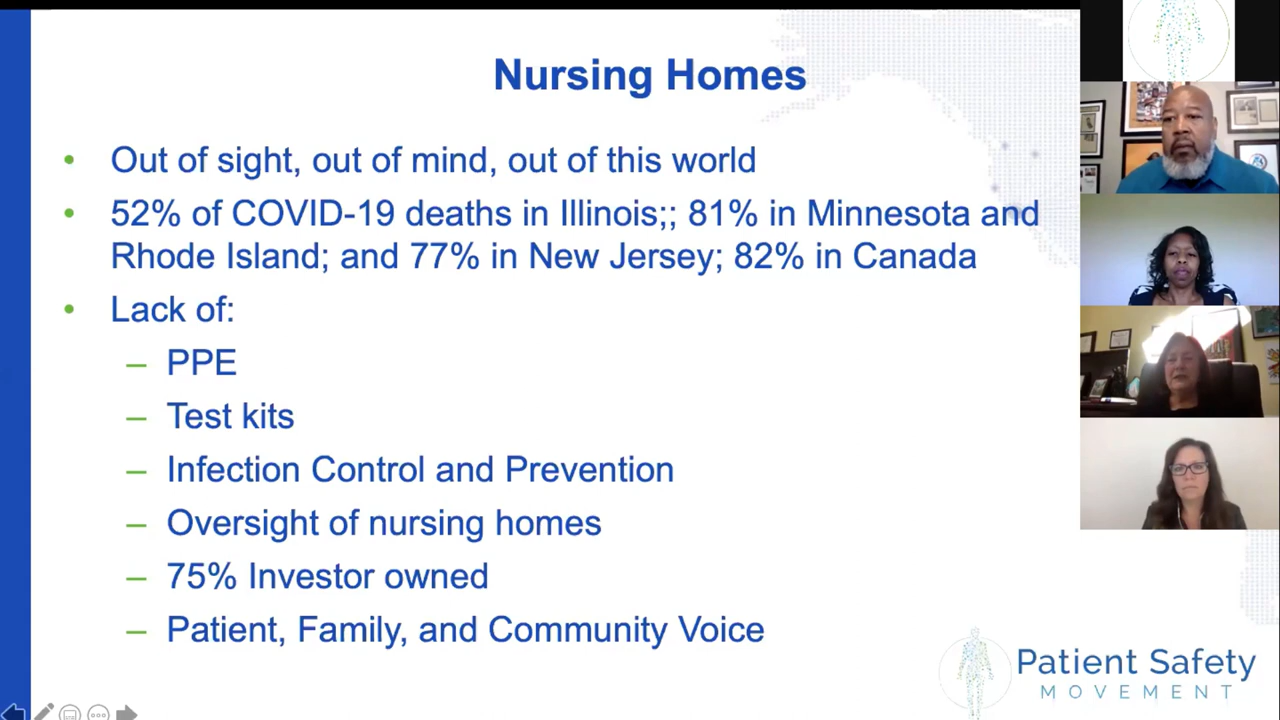 Nursing Homes
• Out of sight, out of mind, out of this world
• 52% of COVID-19 deaths in Illinois;; 81% in Minnesota and
Rhode Island; and 77% in New Jersey; 82% in Canada
• Lack of:
– PPE
– Test kits
– Infection Control and Prevention
– Oversight of nursing homes
– 75% Investor owned
– Patient, Family, and Community Voice
Patient Safety
MOVEMENT